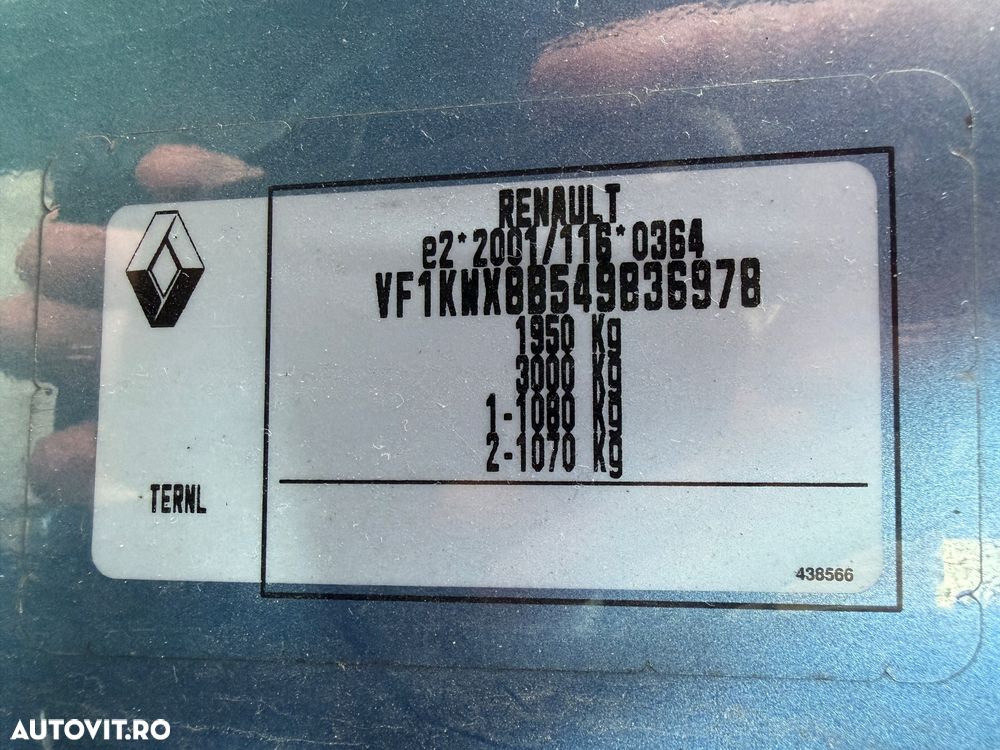 RENAULT
e2*2001/116*0364
VF1KWXBB549836978
1950 Kg
3000 Kg
1-1080 Kg
2-1070 Kg
TERNL
438566
AUTOVIT.RO